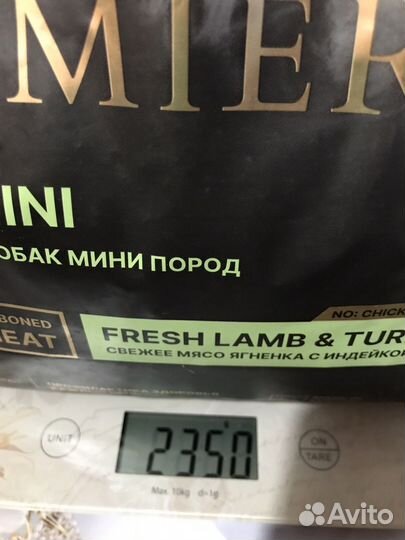 MIER
INI
ОБАК МИНИ ПОРОД
BONED
EAT
NO: CHICK
FRESH LAMB & TUR
СВЕЖЕЕ МЯСО ЯГНЕНКА С ИНДЕЙКОЙ
UNIT
2350
ON
TARE
Max. 10kg d=1g
Avito